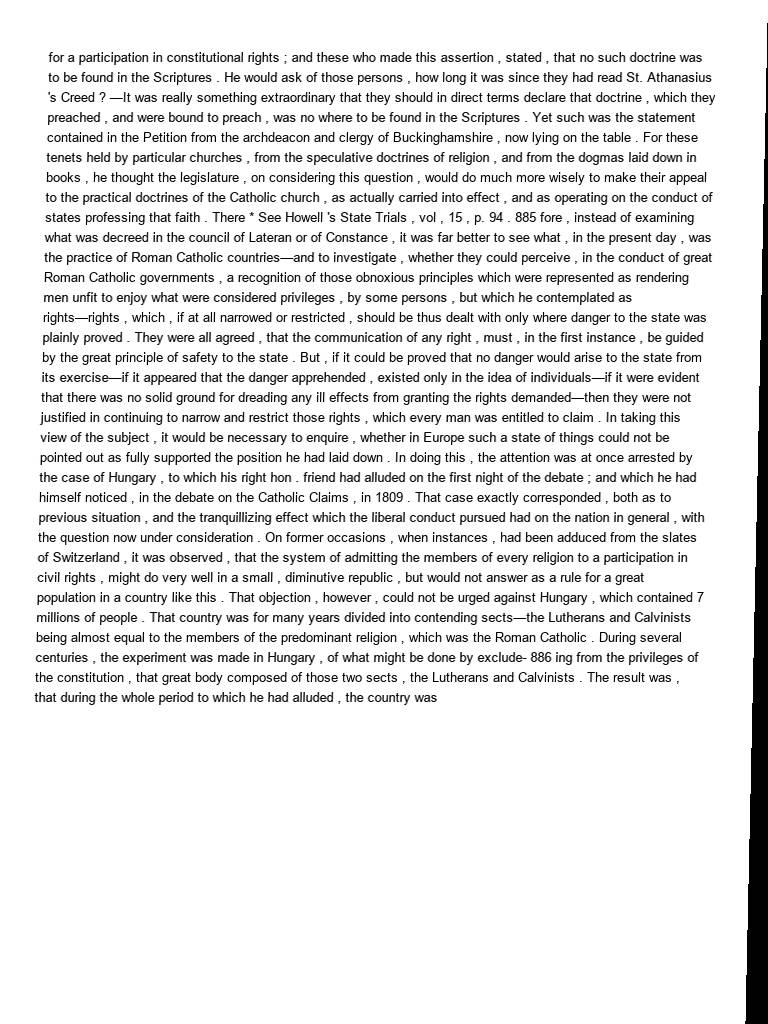 for a participation in constitutional rights ; and these who made this assertion , stated , that no such doctrine was
to be found in the Scriptures . He would ask of those persons , how long it was since they had read St. Athanasius
's Creed ? —It was really something extraordinary that they should in direct terms declare that doctrine , which they
preached , and were bound to preach , was no where to be found in the Scriptures . Yet such was the statement
contained in the Petition from the archdeacon and clergy of Buckinghamshire , now lying on the table . For these
tenets held by particular churches , from the speculative doctrines of religion , and from the dogmas laid down in
books , he thought the legislature , on considering this question , would do much more wisely to make their appeal
to the practical doctrines of the Catholic church , as actually carried into effect , and as operating on the conduct of
states professing that faith . There * See Howell 's State Trials , vol , 15 , p. 94 . 885 fore , instead of examining
what was decreed in the council of Lateran or of Constance , it was far better to see what , in the present day , was
the practice of Roman Catholic countries—and to investigate , whether they could perceive , in the conduct of great
Roman Catholic governments , a recognition of those obnoxious principles which were represented as rendering
men unfit to enjoy what were considered privileges , by some persons , but which he contemplated as
rights—rights , which , if at all narrowed or restricted , should be thus dealt with only where danger to the state was
plainly proved . They were all agreed , that the communication of any right , must , in the first instance , be guided
by the great principle of safety to the state . But , if it could be proved that no danger would arise to the state from
its exercise—if it appeared that the danger apprehended , existed only in the idea of individuals—if it were evident
that there was no solid ground for dreading any ill effects from granting the rights demanded—then they were not
justified in continuing to narrow and restrict those rights , which every man was entitled to claim . In taking this
view of the subject , it would be necessary to enquire , whether in Europe such a state of things could not be
pointed out as fully supported the position he had laid down . In doing this , the attention was at once arrested by
the case of Hungary , to which his right hon . friend had alluded on the first night of the debate ; and which he had
himself noticed , in the debate on the Catholic Claims , in 1809 . That case exactly corresponded , both as to
previous situation , and the tranquillizing effect which the liberal conduct pursued had on the nation in general , with
the question now under consideration . On former occasions , when instances , had been adduced from the slates
of Switzerland , it was observed , that the system of admitting the members of every religion to a participation in
civil rights , might do very well in a small , diminutive republic , but would not answer as a rule for a great
population in a country like this . That objection , however , could not be urged against Hungary , which contained 7
millions of people . That country was for many years divided into contending sects—the Lutherans and Calvinists
being almost equal to the members of the predominant religion , which was the Roman Catholic . During several
centuries , the experiment was made in Hungary , of what might be done by exclude- 886 ing from the privileges of
the constitution , that great body composed of those two sects , the Lutherans and Calvinists . The result was ,
that during the whole period to which he had alluded , the country was